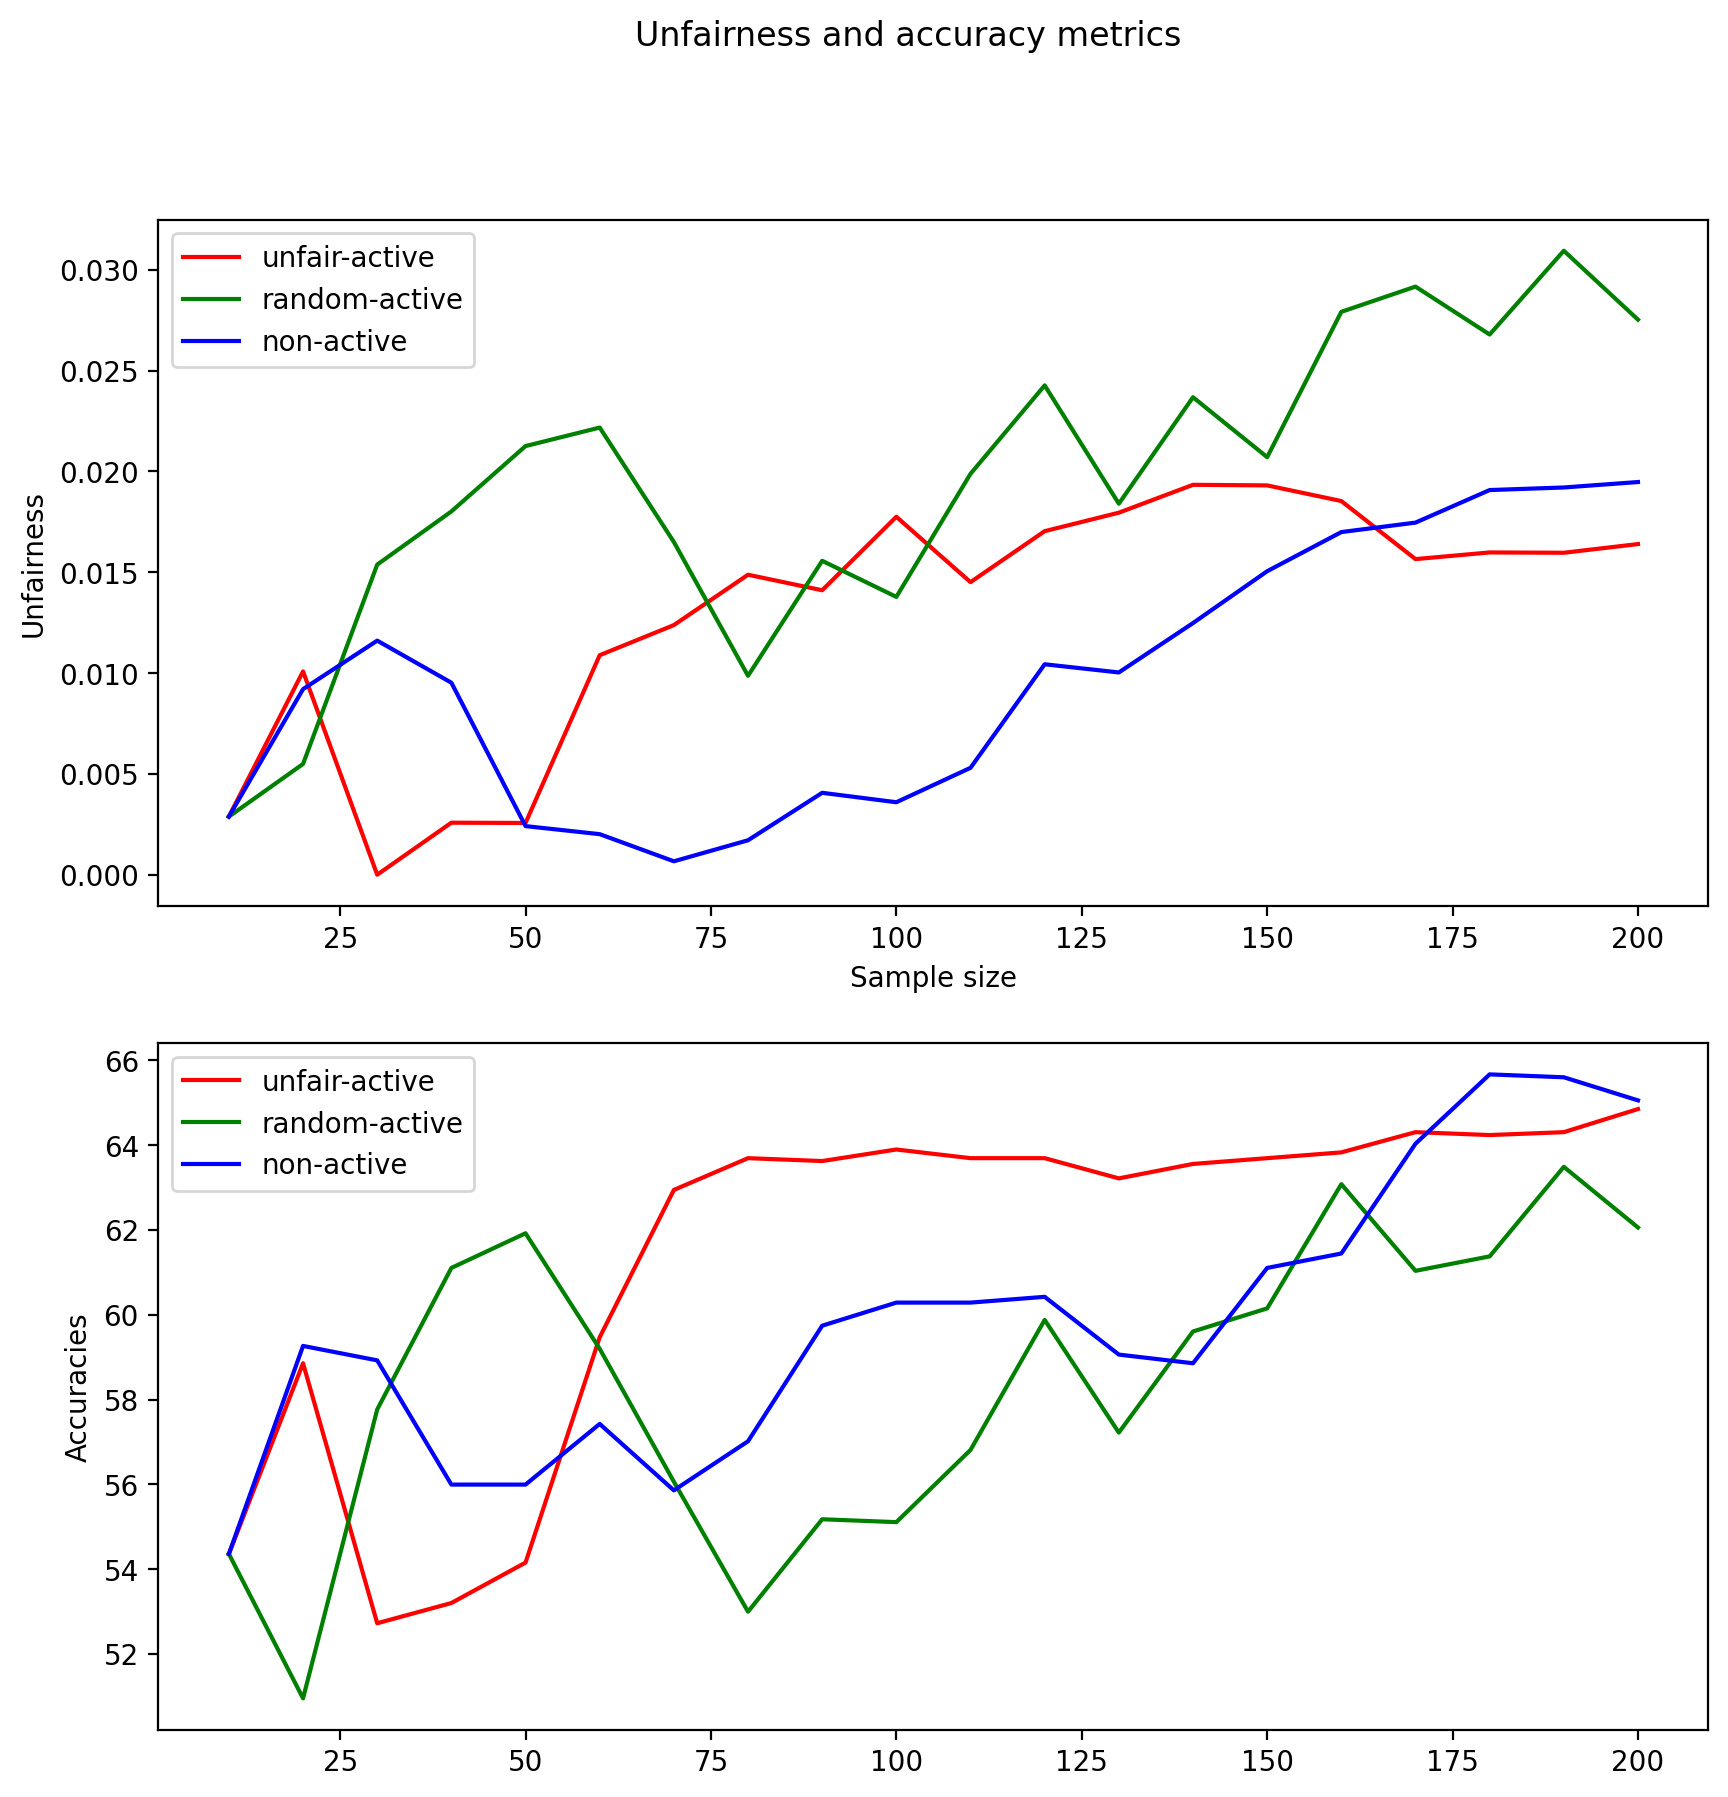 Unfairness and accuracy metrics
unfair-active
random-active
non-active
0.030
0.025
0.020
0.015
0.010
0.005
0.000
Unfairness
25 50 75 100 125 150 175 200
Sample size
unfair-active
random-active
non-active
66
64
62
60
58
56
54
52
Accuracies
25 50 75 100 125 150 175 200